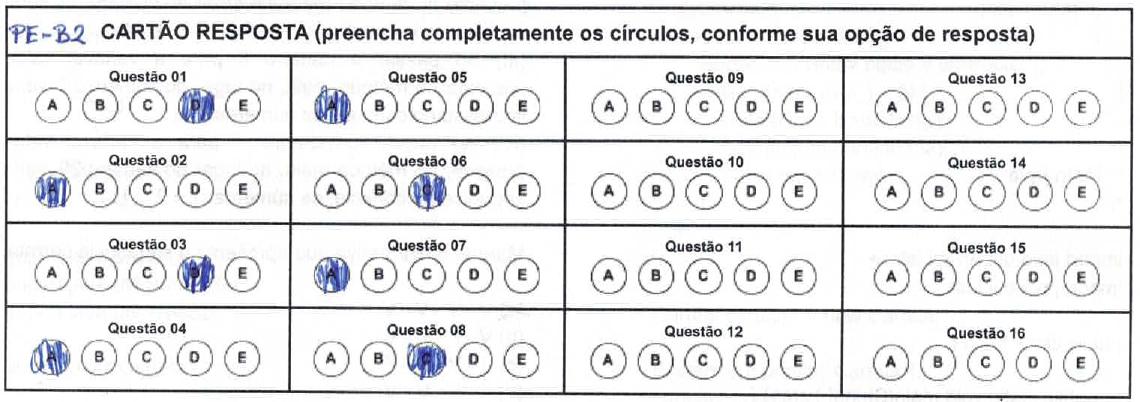 PE-B2 CARTÃO RESPOSTA (preencha completamente os círculos, conforme sua opção de resposta)
Questão 01
A B C D E
Questão 05
A B C D E
Questão 09
A B C D E
Questão 13
A B C D E
Questão 02
A B C D E
Questão 06
A B C D E
Questão 10
A B C D E
Questão 14
A B C D E
Questão 03
A B C D E
Questão 07
A B C D E
Questão 11
A B C D E
Questão 15
A B C D E
Questão 04
A B C D E
Questão 08
A B C D E
Questão 12
A B C D E
Questão 16
A B C D E